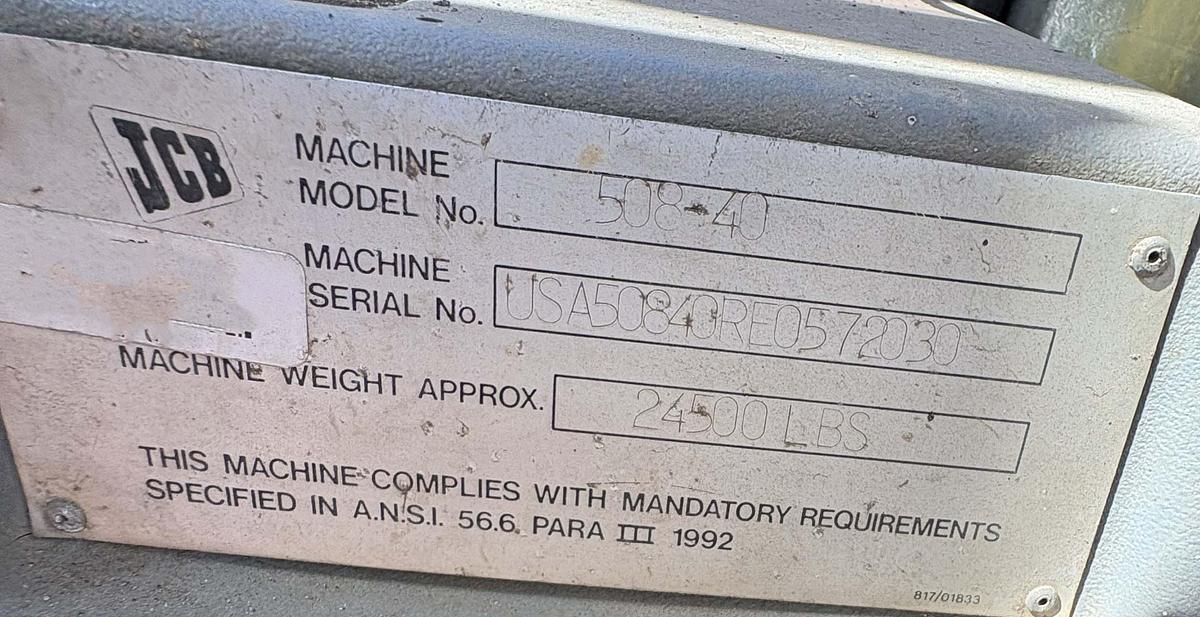 JCB
MACHINE
MODEL No. 508-40
MACHINE
SERIAL No. USA50840RE0572030
MACHINE WEIGHT APPROX. 24500 LBS
THIS MACHINE COMPLIES WITH MANDATORY REQUIREMENTS
SPECIFIED IN A.N.S.I. 56.6. PARA III 1992
817/01833